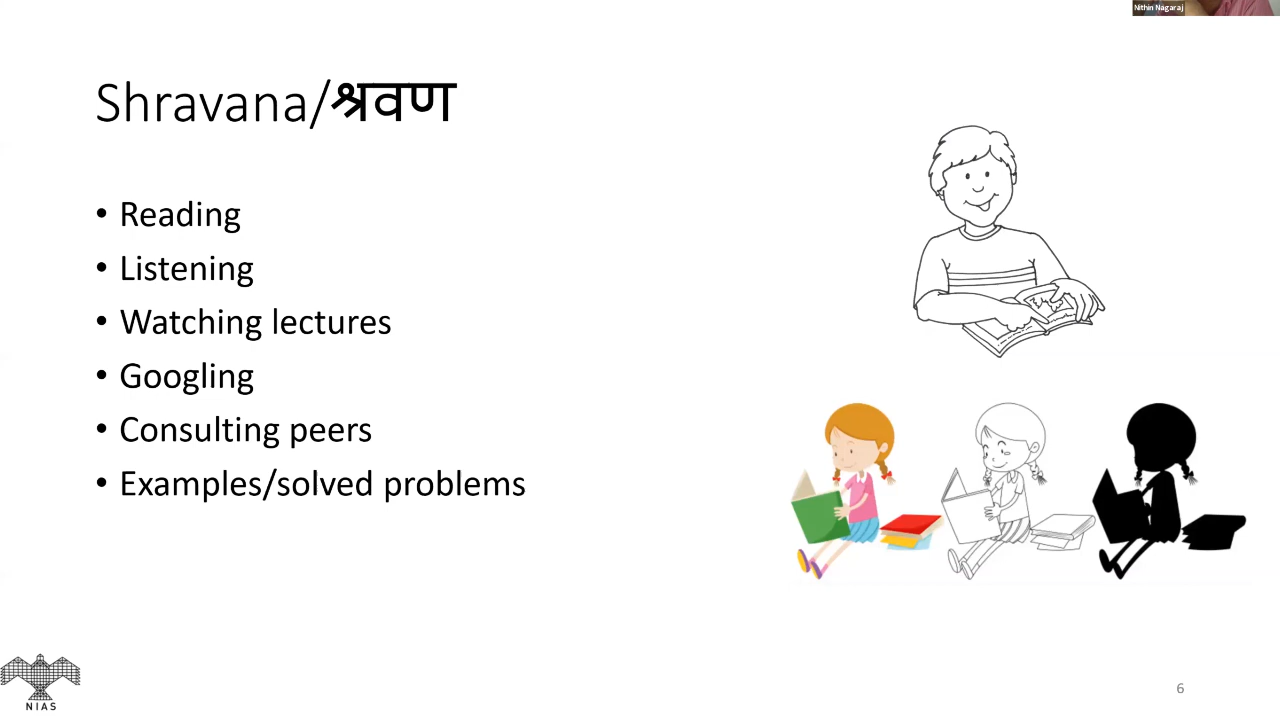 Nithin Nagaraj
Shravana/श्रवण
• Reading
• Listening
• Watching lectures
• Googling
• Consulting peers
• Examples/solved problems
NIAS
6